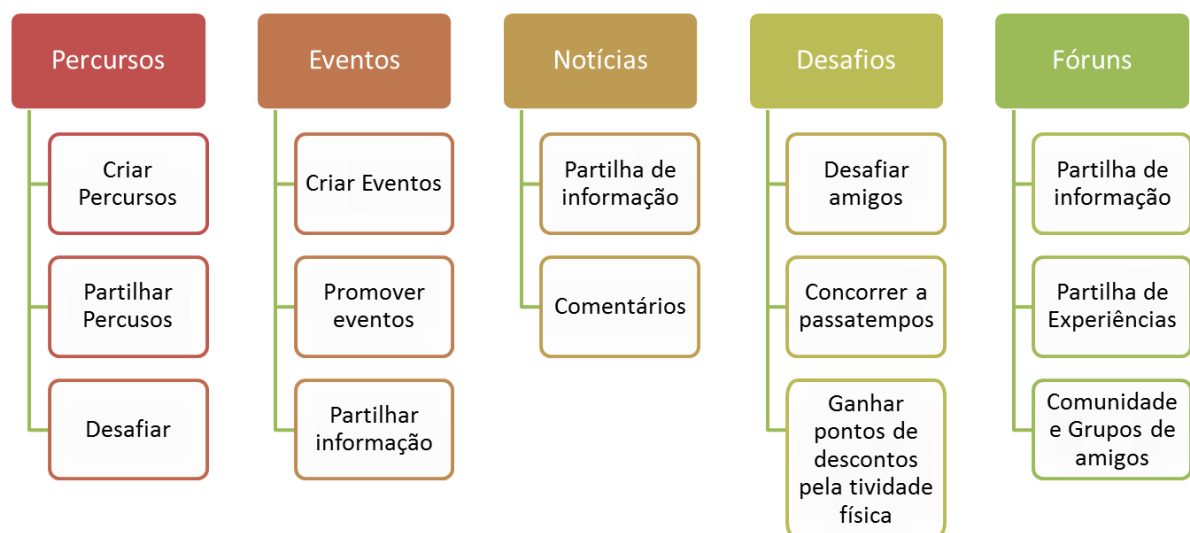 Percursos
Criar
Percursos
Partilhar
Percusos
Desafiar
Eventos
Criar Eventos
Promover
eventos
Partilhar
informação
Notícias
Partilha de
informação
Comentários
Desafios
Desafiar
amigos
Concorrer a
passatempos
Ganhar
pontos de
descontos
pela tividade
física
Fóruns
Partilha de
informação
Partilha de
Experiências
Comunidade
e Grupos de
amigos